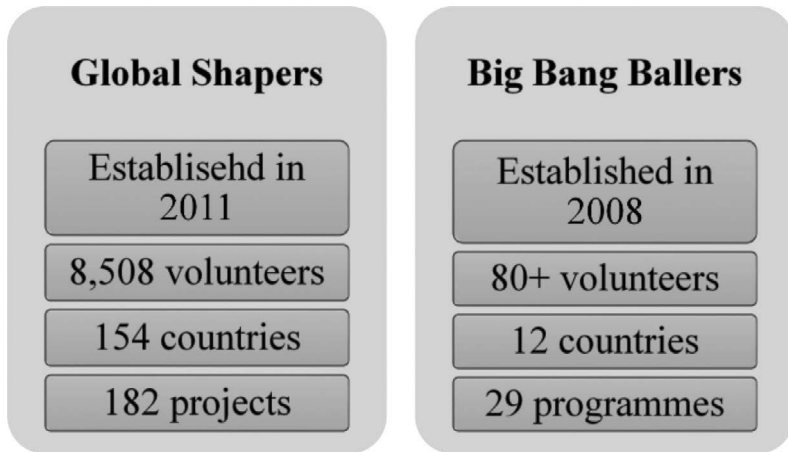 Global Shapers
Establisehd in
2011
8,508 volunteers
154 countries
182 projects
Big Bang Ballers
Established in
2008
80+ volunteers
12 countries
29 programmes